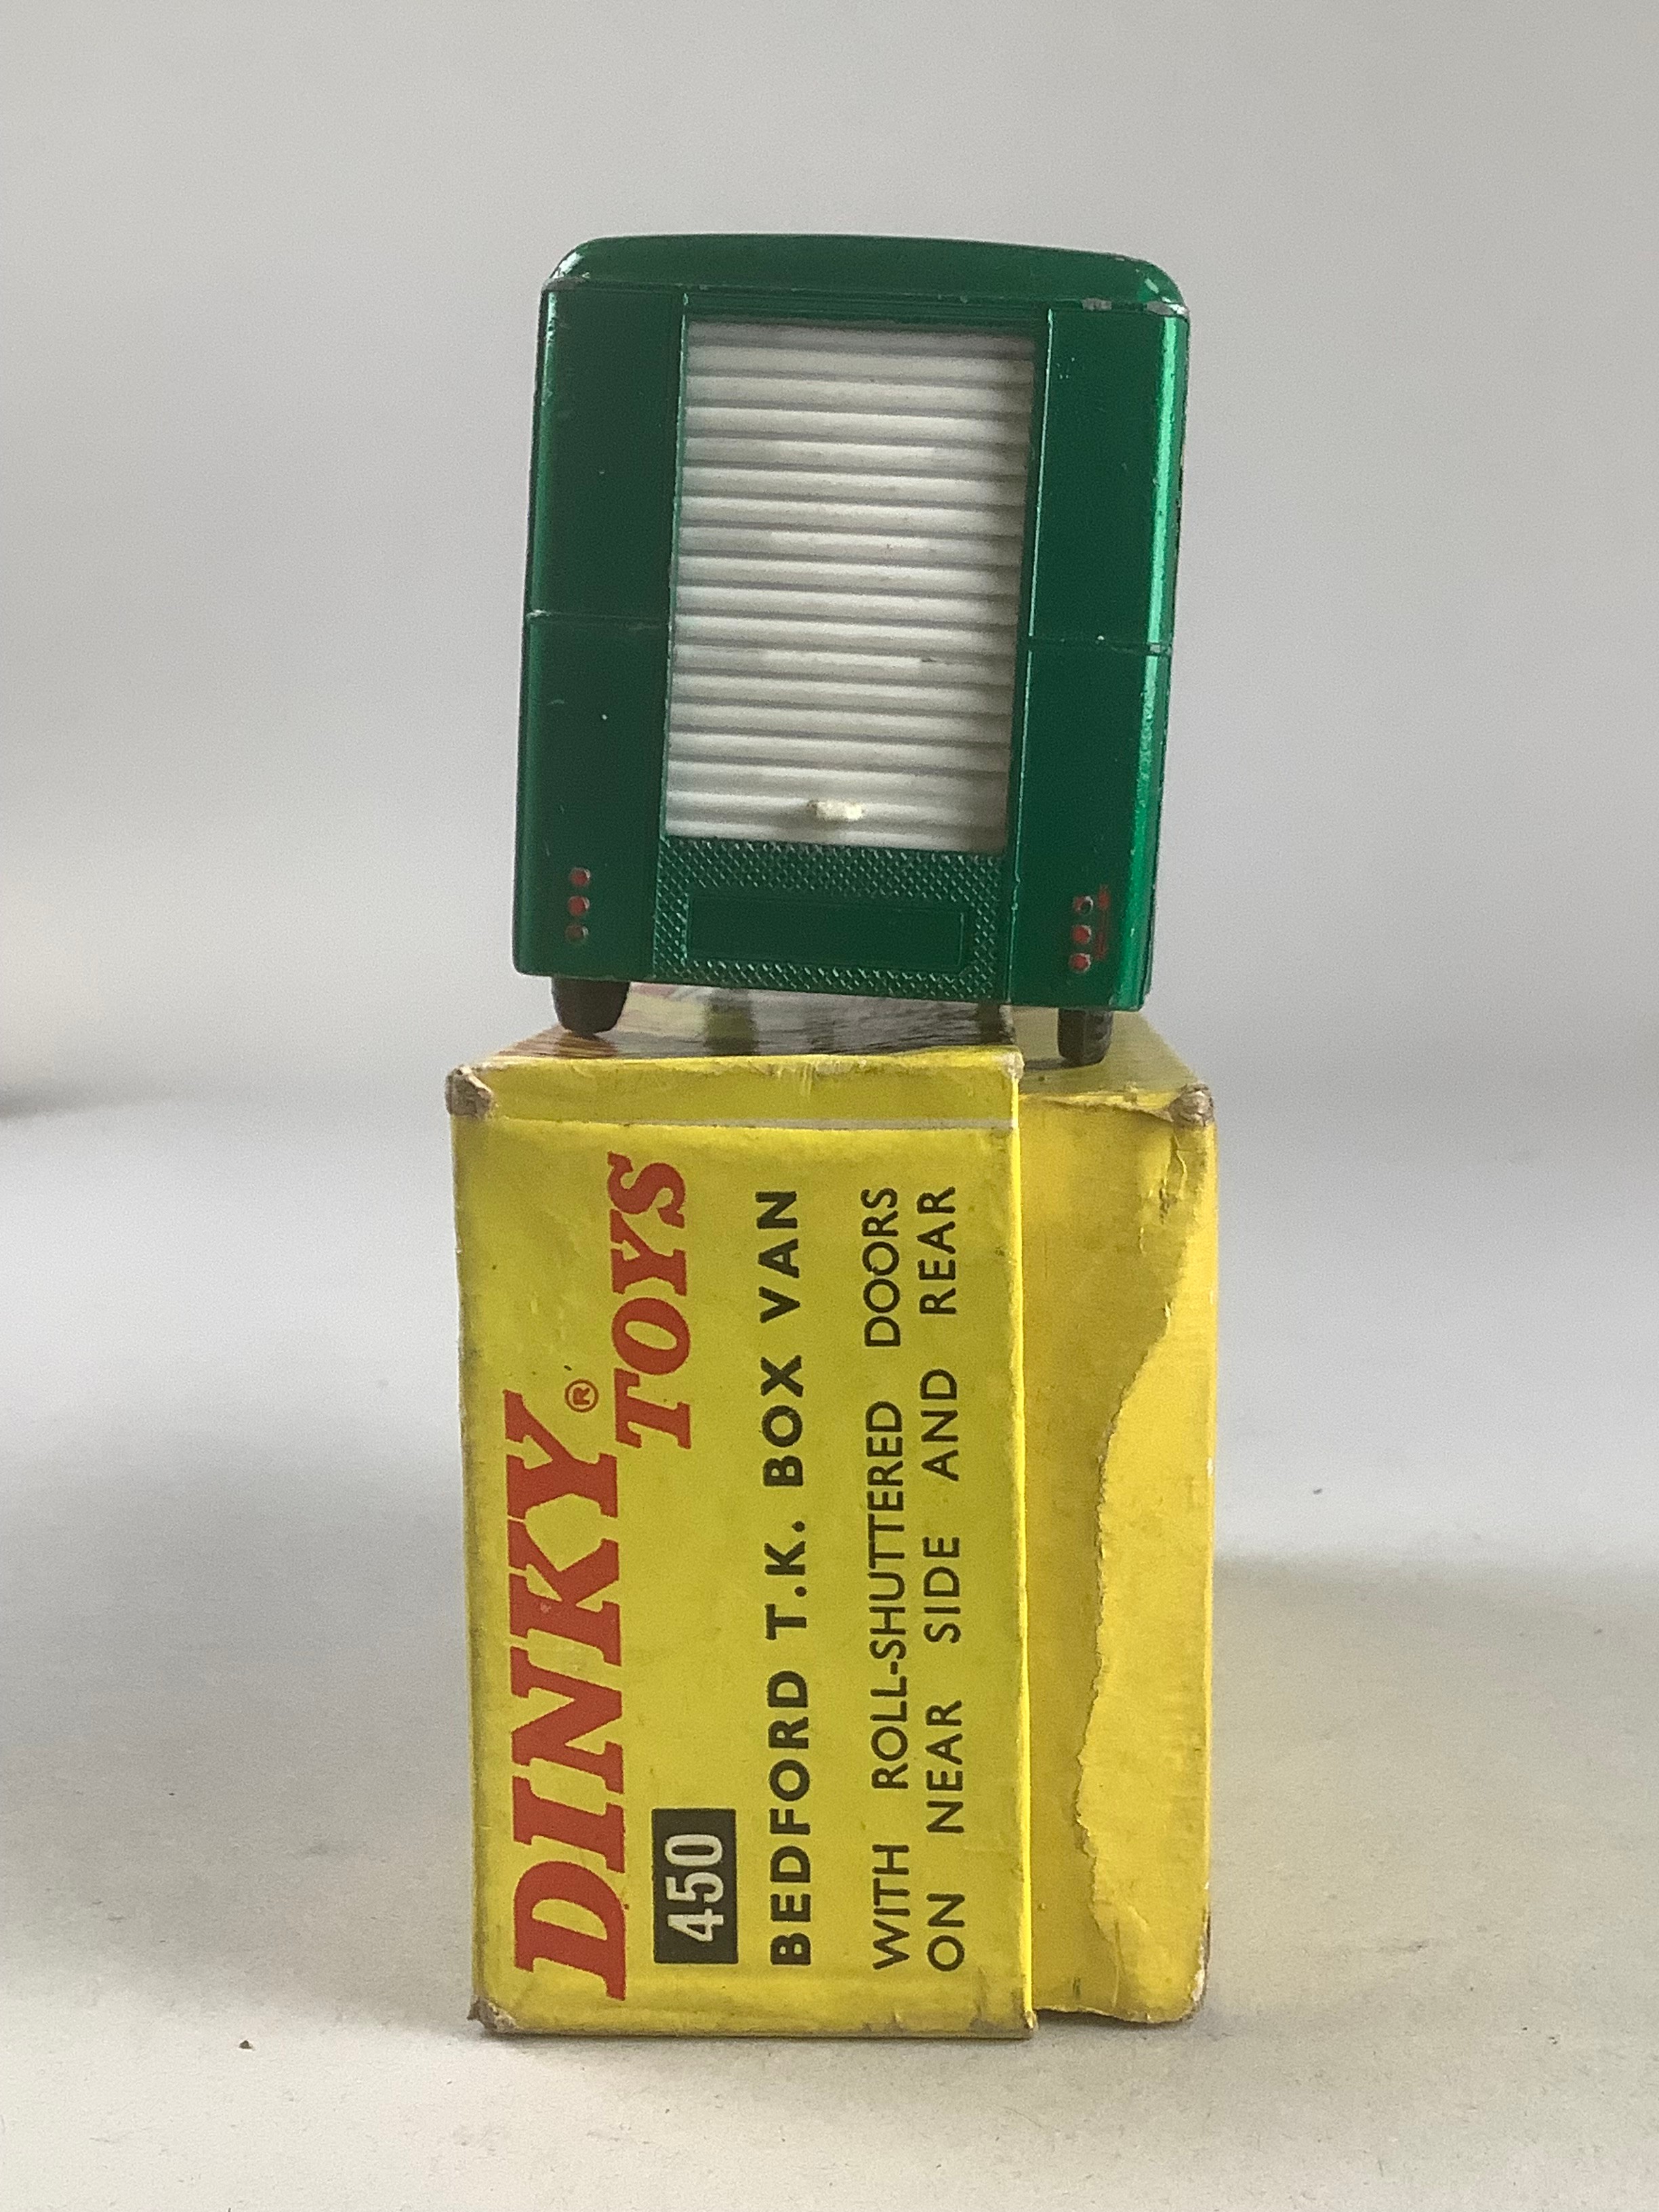 DINKY®
TOYS
450
BEDFORD T.K. BOX VAN
WITH ROLL-SHUTTERED DOORS
ON NEAR SIDE AND REAR